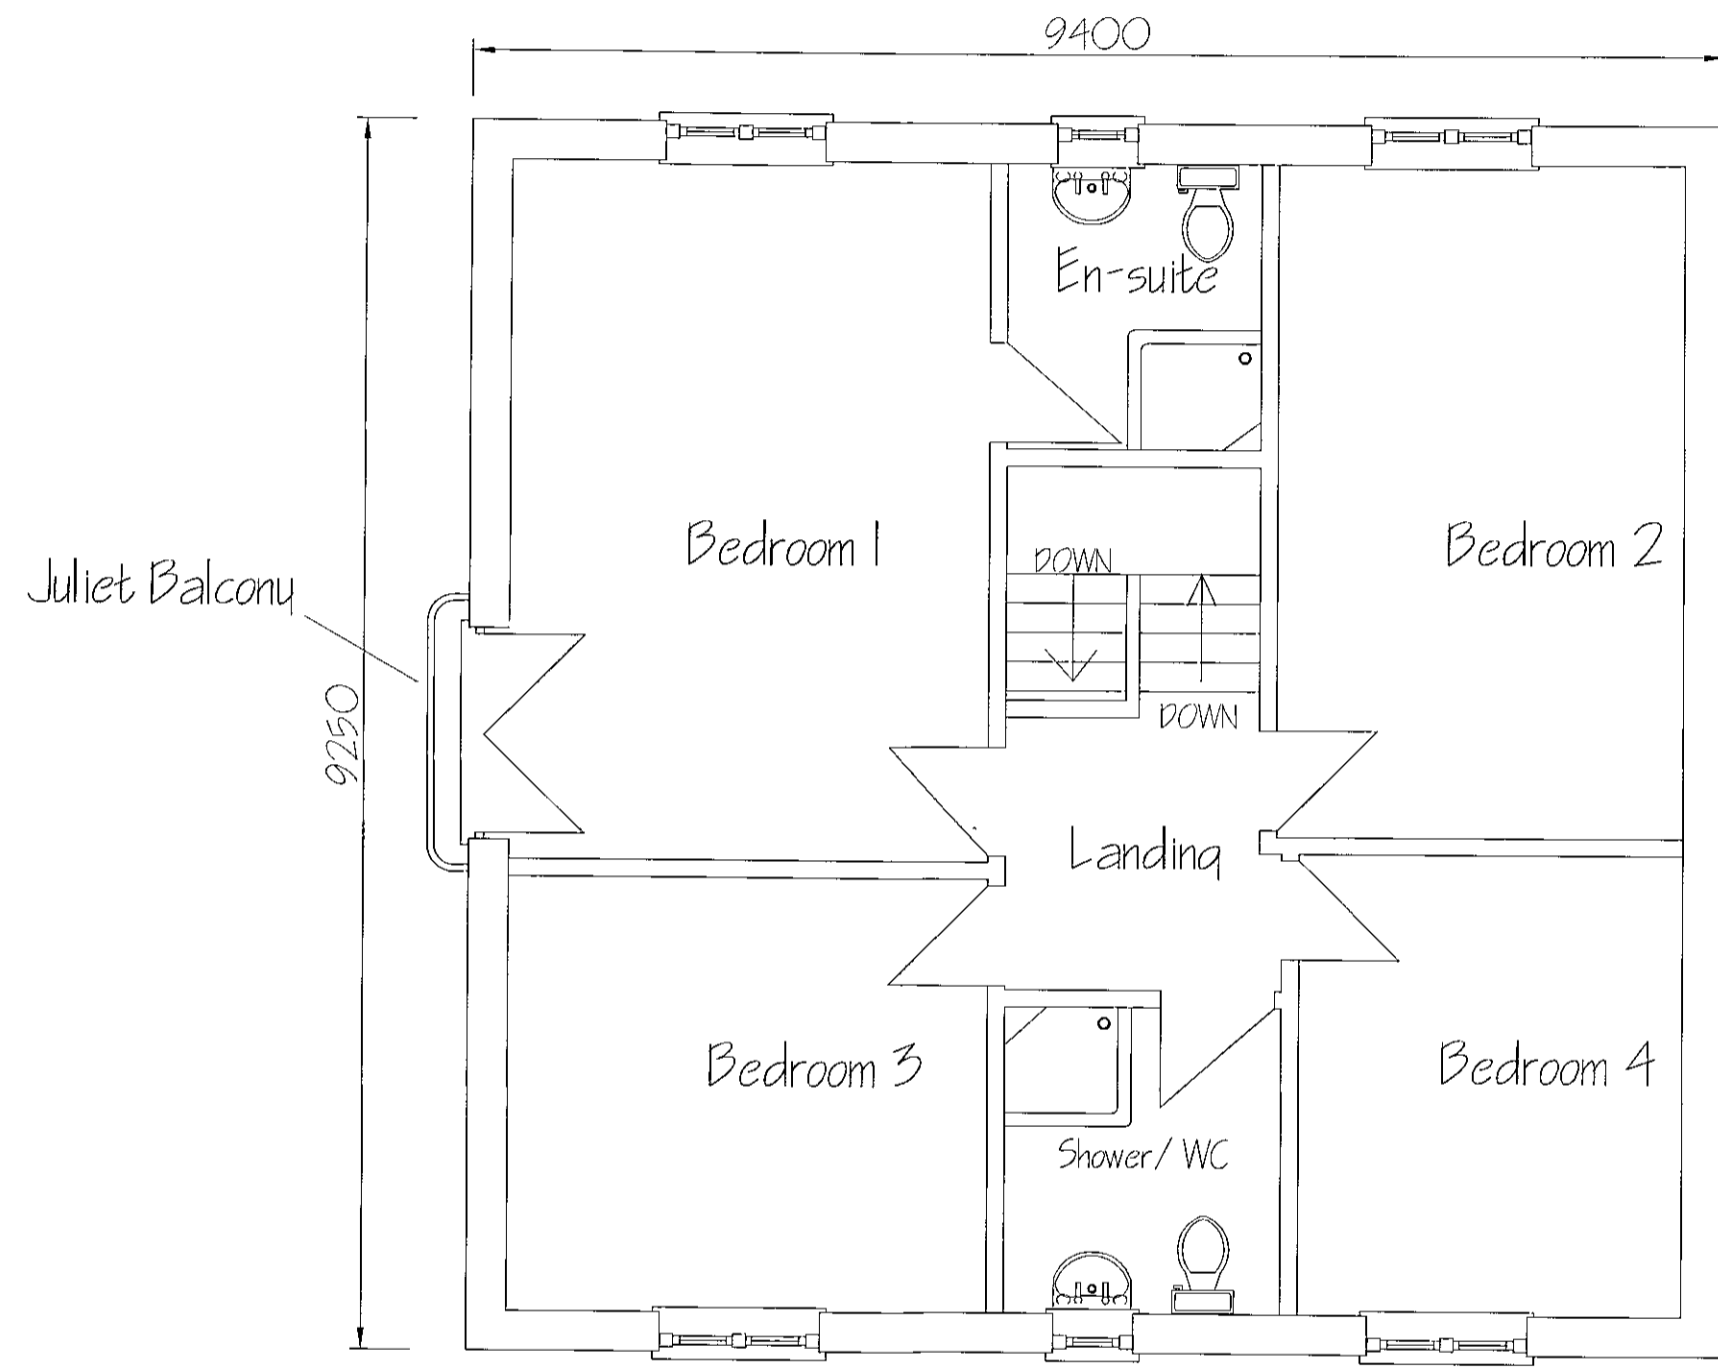 9400
En-suite
Bedroom 1
Bedroom 2
DOWN
Juliet Balcony
9250
DOWN
Landing
Bedroom 3
Bedroom 4
Shower/ WC